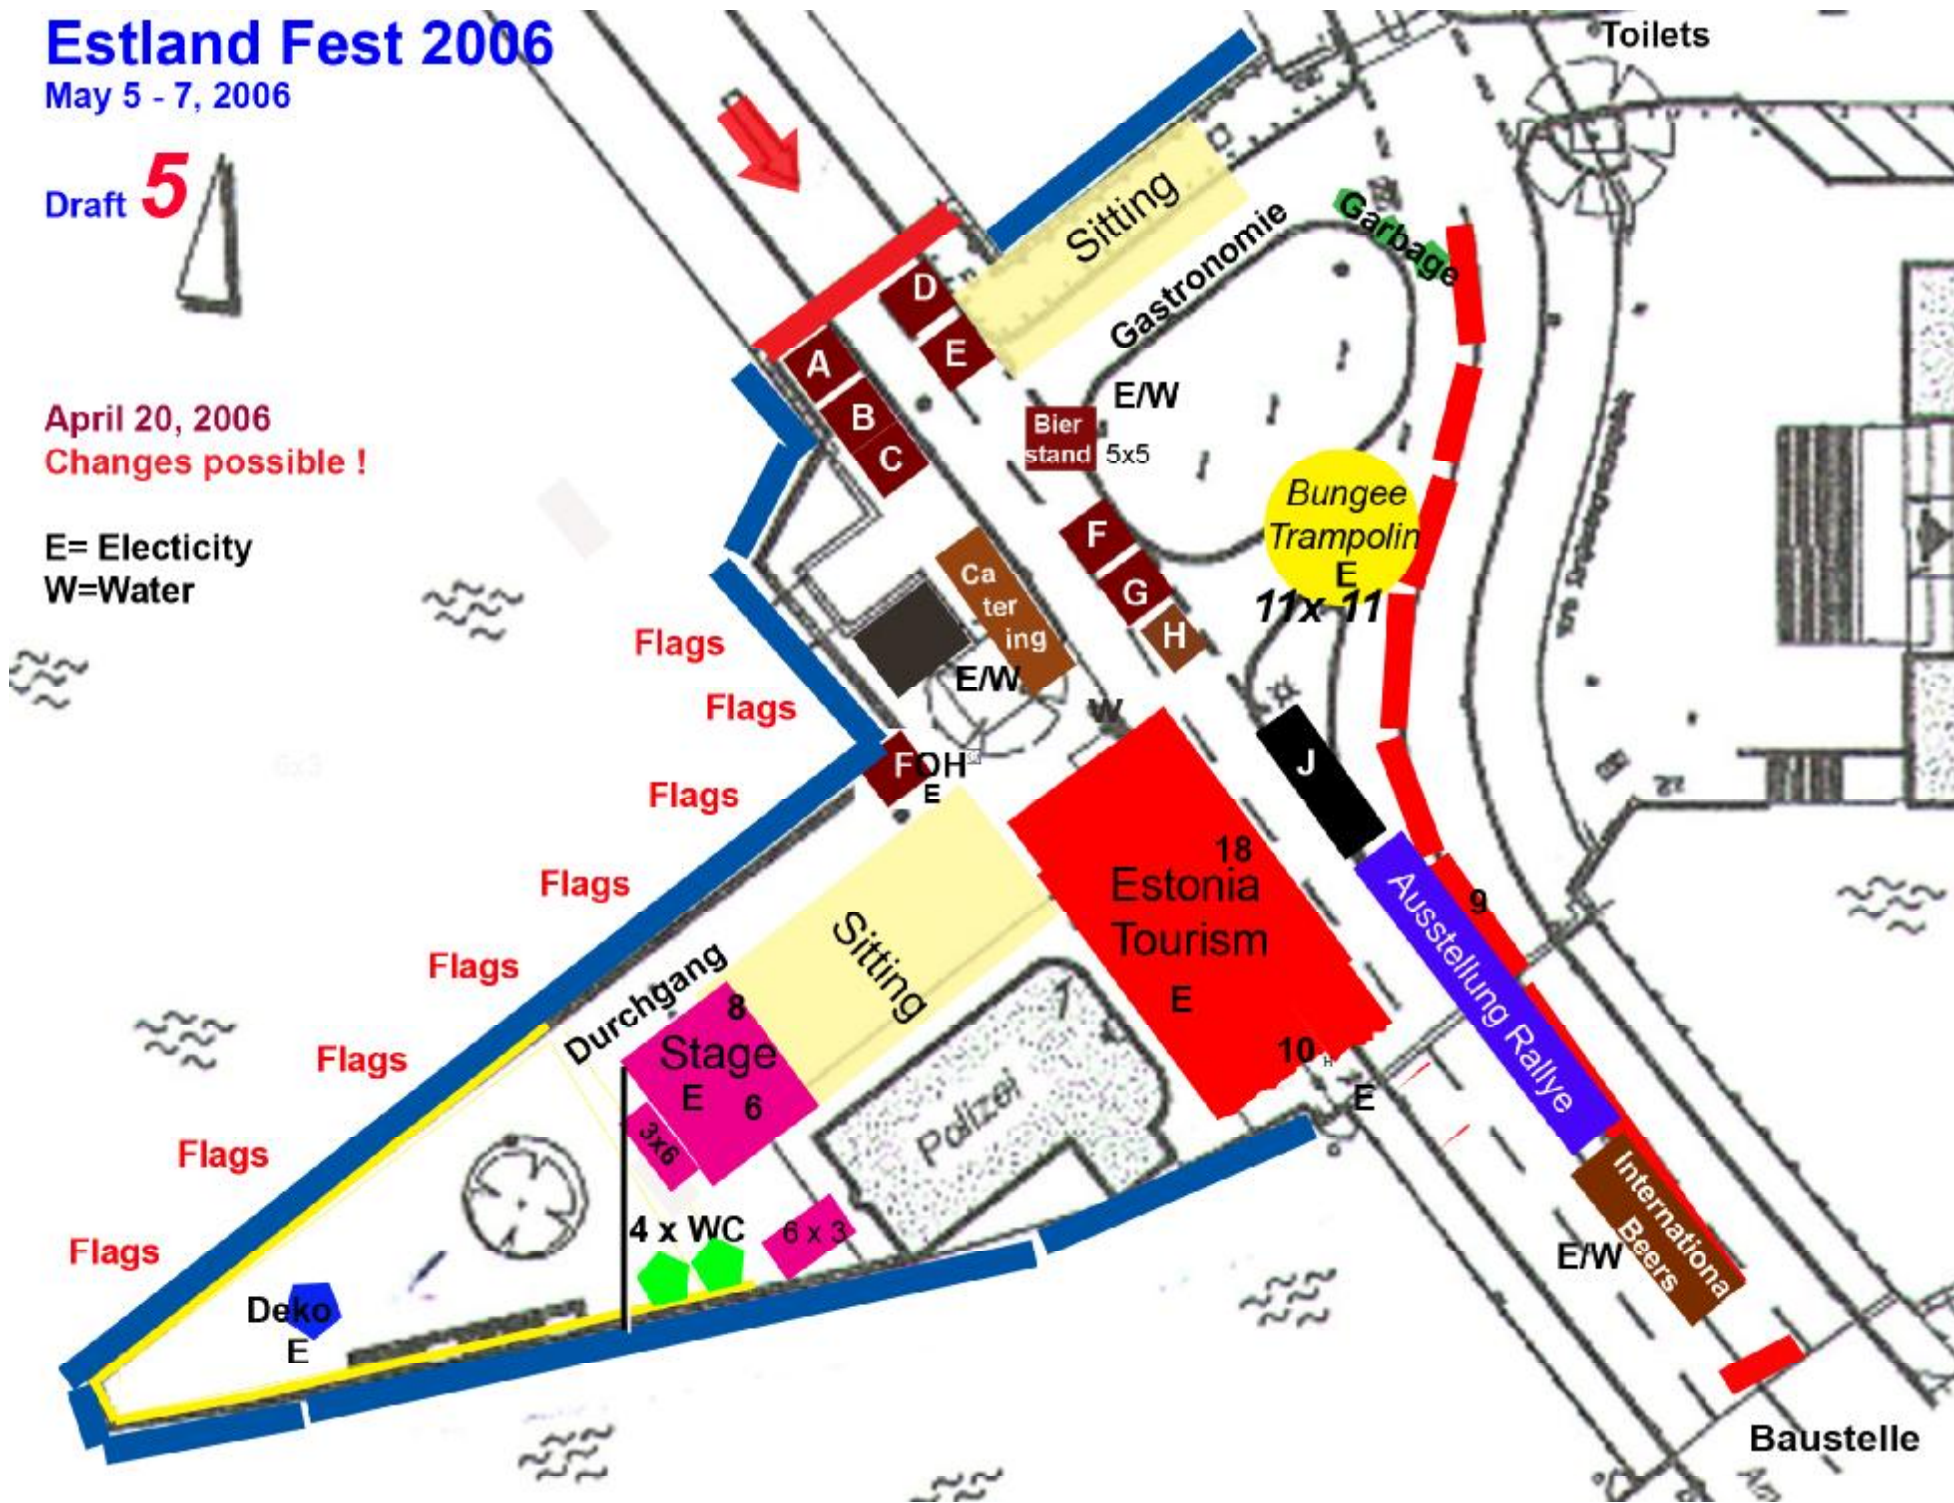 Estland Fest 2006
May 5 - 7, 2006
Draft 5
April 20, 2006
Changes possible !
E= Electicity
W=Water
Toilets
Sitting
Gastronomie
Garbage
D
E
A
B
C
E/W
Bier
stand
5x5
Bungee
Trampolin
E
11x 11
F
G
H
Ca
ter
ing
E/W
W
Flags
Flags
Flags
Flags
Flags
Flags
Flags
Flags
F
OH
E
J
18
Estonia
Tourism
E
10
H
E
9
Ausstellung Rallye
Sitting
Durchgang
8
Stage
E
6
3x6
Polizei
4 x WC
6 x 3
Deko
E
Internationa
Beers
E/W
Baustelle
6x3